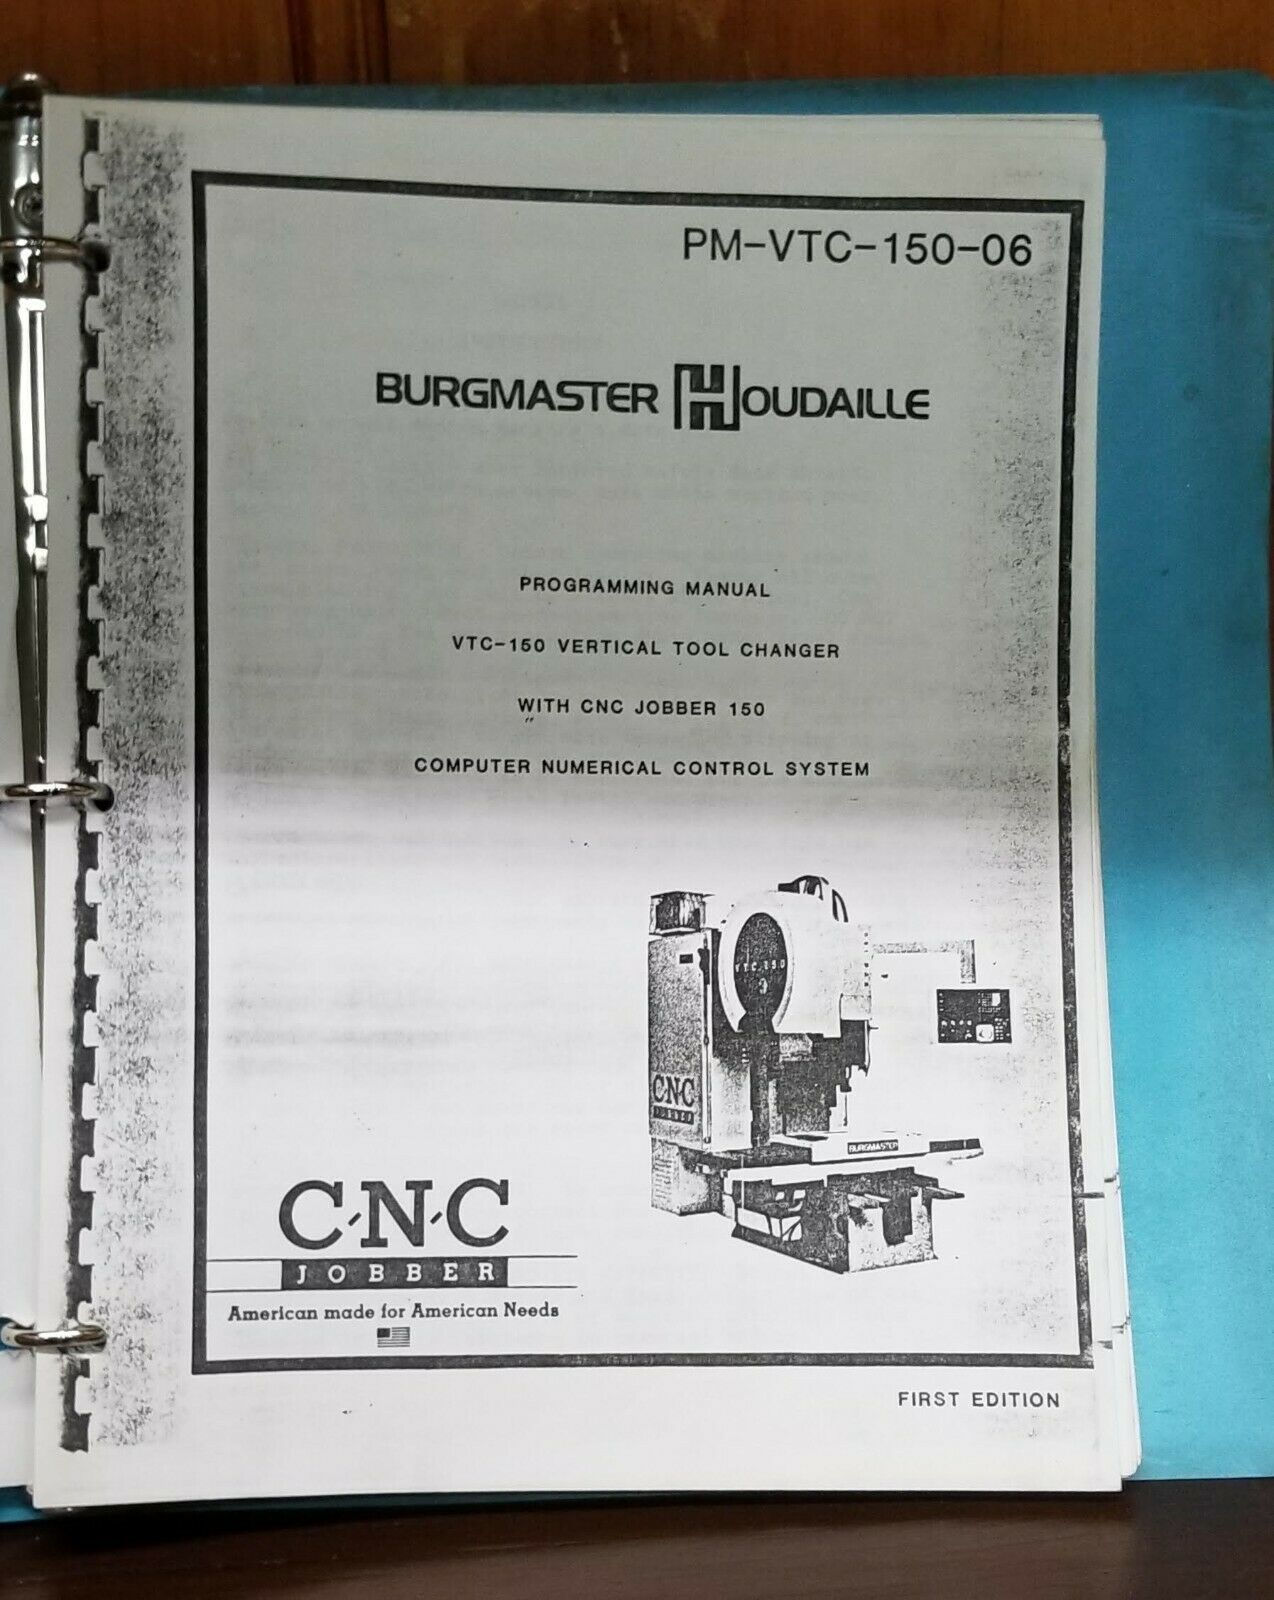 PM-VTC-150-06
BURGMASTER HOUDAILLE
PROGRAMMING MANUAL
VTC-150 VERTICAL TOOL CHANGER
WITH CNC JOBBER 150
COMPUTER NUMERICAL CONTROL SYSTEM
VTC 150
C·N·C
JOBBER
BURGMASTER
C·N·C
JOBBER
American made for American Needs
FIRST EDITION